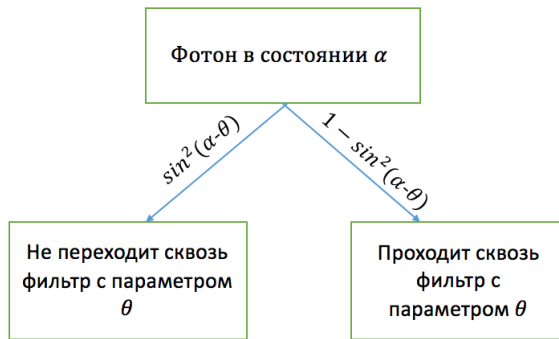 Фотон в состоянии α
sin²(α-θ)
1 − sin²(α-θ)
Не переходит сквозь
фильтр с параметром
θ
Проходит сквозь
фильтр с
параметром θ